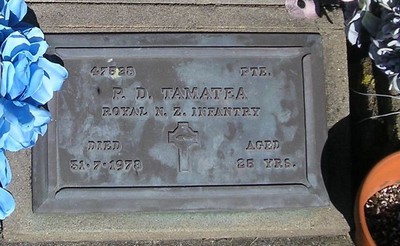 47528 PTE.
R. D. TAMATEA
ROYAL N. Z. INFANTRY
DIED AGED
31·7·1978 25 YRS.